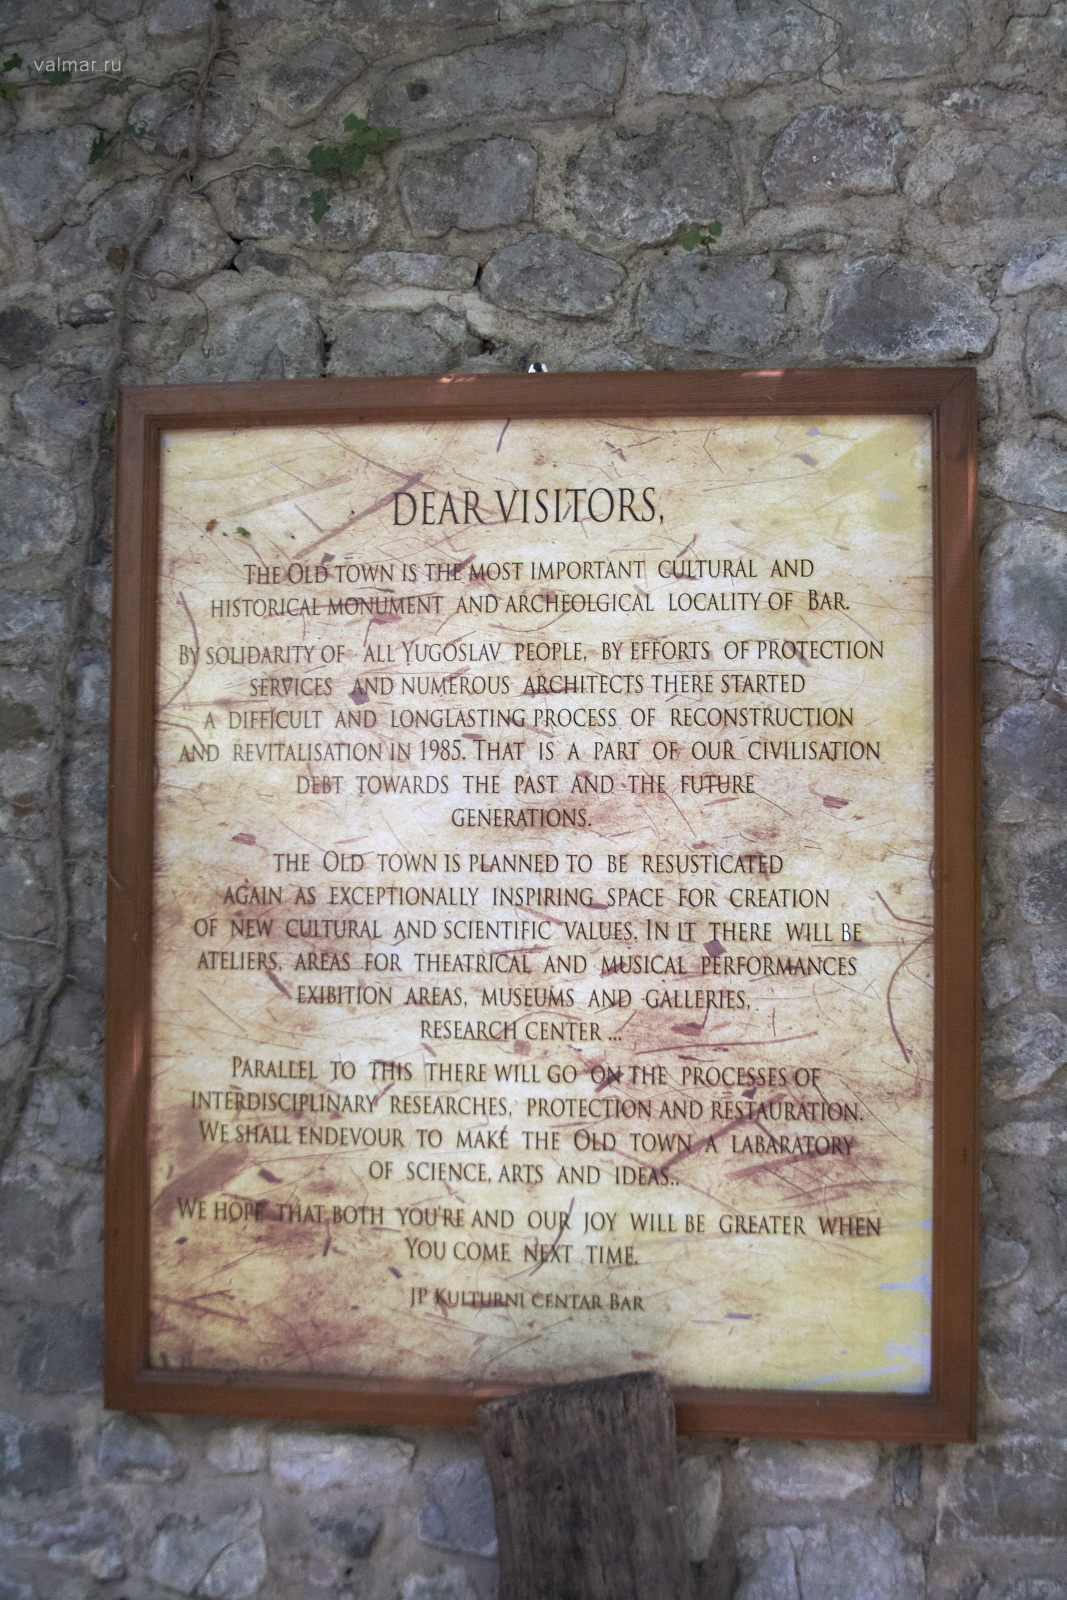 valmar.ru
DEAR VISITORS,
THE OLD TOWN IS THE MOST IMPORTANT CULTURAL AND
HISTORICAL MONUMENT AND ARCHEOLGICAL LOCALITY OF BAR.
BY SOLIDARITY OF ALL YUGOSLAV PEOPLE, BY EFFORTS OF PROTECTION
SERVICES AND NUMEROUS ARCHITECTS THERE STARTED
A DIFFICULT AND LONGLASTING PROCESS OF RECONSTRUCTION
AND REVITALISATION IN 1985. THAT IS A PART OF OUR CIVILISATION
DEBT TOWARDS THE PAST AND THE FUTURE
GENERATIONS.
THE OLD TOWN IS PLANNED TO BE RESUSTICATED
AGAIN AS EXCEPTIONALLY INSPIRING SPACE FOR CREATION
OF NEW CULTURAL AND SCIENTIFIC VALUES. IN IT THERE WILL BE
ATELIERS, AREAS FOR THEATRICAL AND MUSICAL PERFORMANCES
EXIBITION AREAS, MUSEUMS AND GALLERIES,
RESEARCH CENTER ...
PARALLEL TO THIS THERE WILL GO ON THE PROCESSES OF
INTERDISCIPLINARY RESEARCHES, PROTECTION AND RESTAURATION.
WE SHALL ENDEVOUR TO MAKE THE OLD TOWN A LABARATORY
OF SCIENCE, ARTS AND IDEAS..
WE HOPE THAT BOTH YOU'RE AND OUR JOY WILL BE GREATER WHEN
YOU COME NEXT TIME.
JP KULTURNI CENTAR BAR